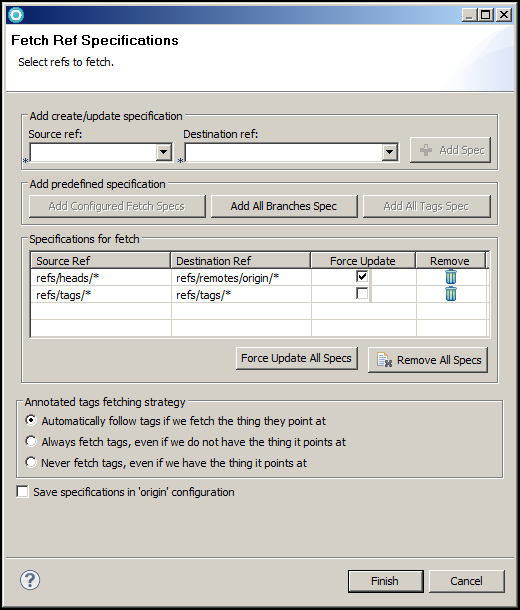 Fetch Ref Specifications
Select refs to fetch.
Add create/update specification
Source ref: Destination ref:
* * Add Spec
Add predefined specification
Add Configured Fetch Specs Add All Branches Spec Add All Tags Spec
Specifications for fetch
Source Ref Destination Ref Force Update Remove
refs/heads/* refs/remotes/origin/*
refs/tags/* refs/tags/*
Force Update All Specs Remove All Specs
Annotated tags fetching strategy
Automatically follow tags if we fetch the thing they point at
Always fetch tags, even if we do not have the thing it points at
Never fetch tags, even if we have the thing it points at
Save specifications in 'origin' configuration
? Finish Cancel